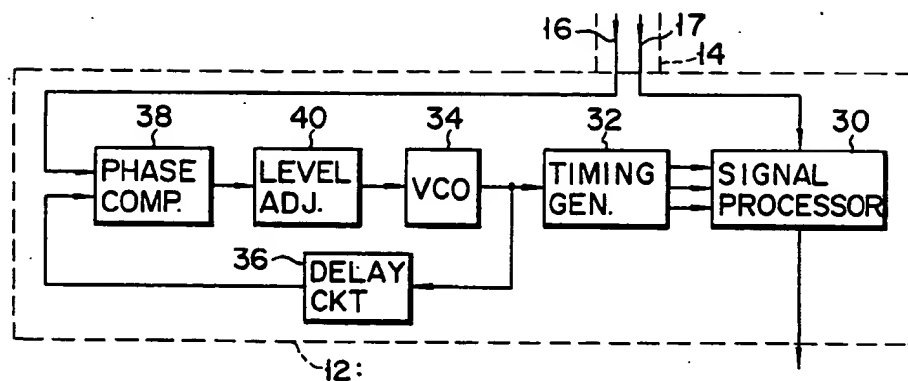 16
17
14
38
40
34
32
30
PHASE
COMP.
LEVEL
ADJ.
VCO
TIMING
GEN.
SIGNAL
PROCESSOR
36
DELAY
CKT
12: